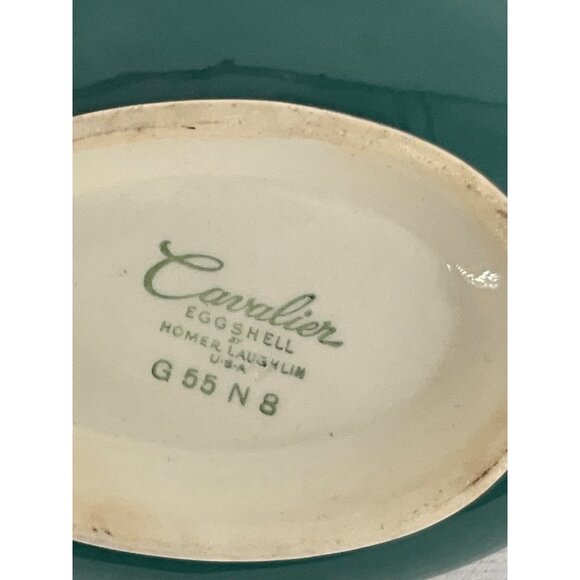 Cavalier
EGGSHELL
BY
HOMER LAUGHLIN
U.S.A
G 55 N 8